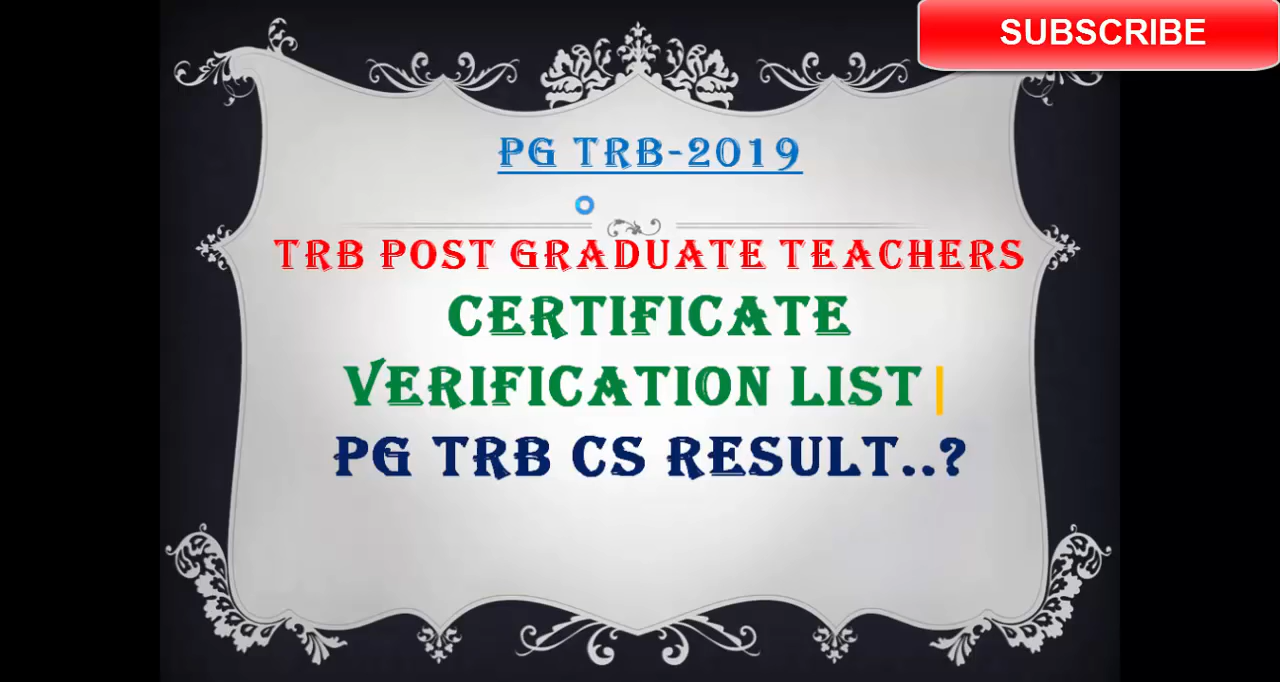 SUBSCRIBE
PG TRB-2019
TRB POST GRADUATE TEACHERS
CERTIFICATE
VERIFICATION LIST|
PG TRB CS RESULT..?